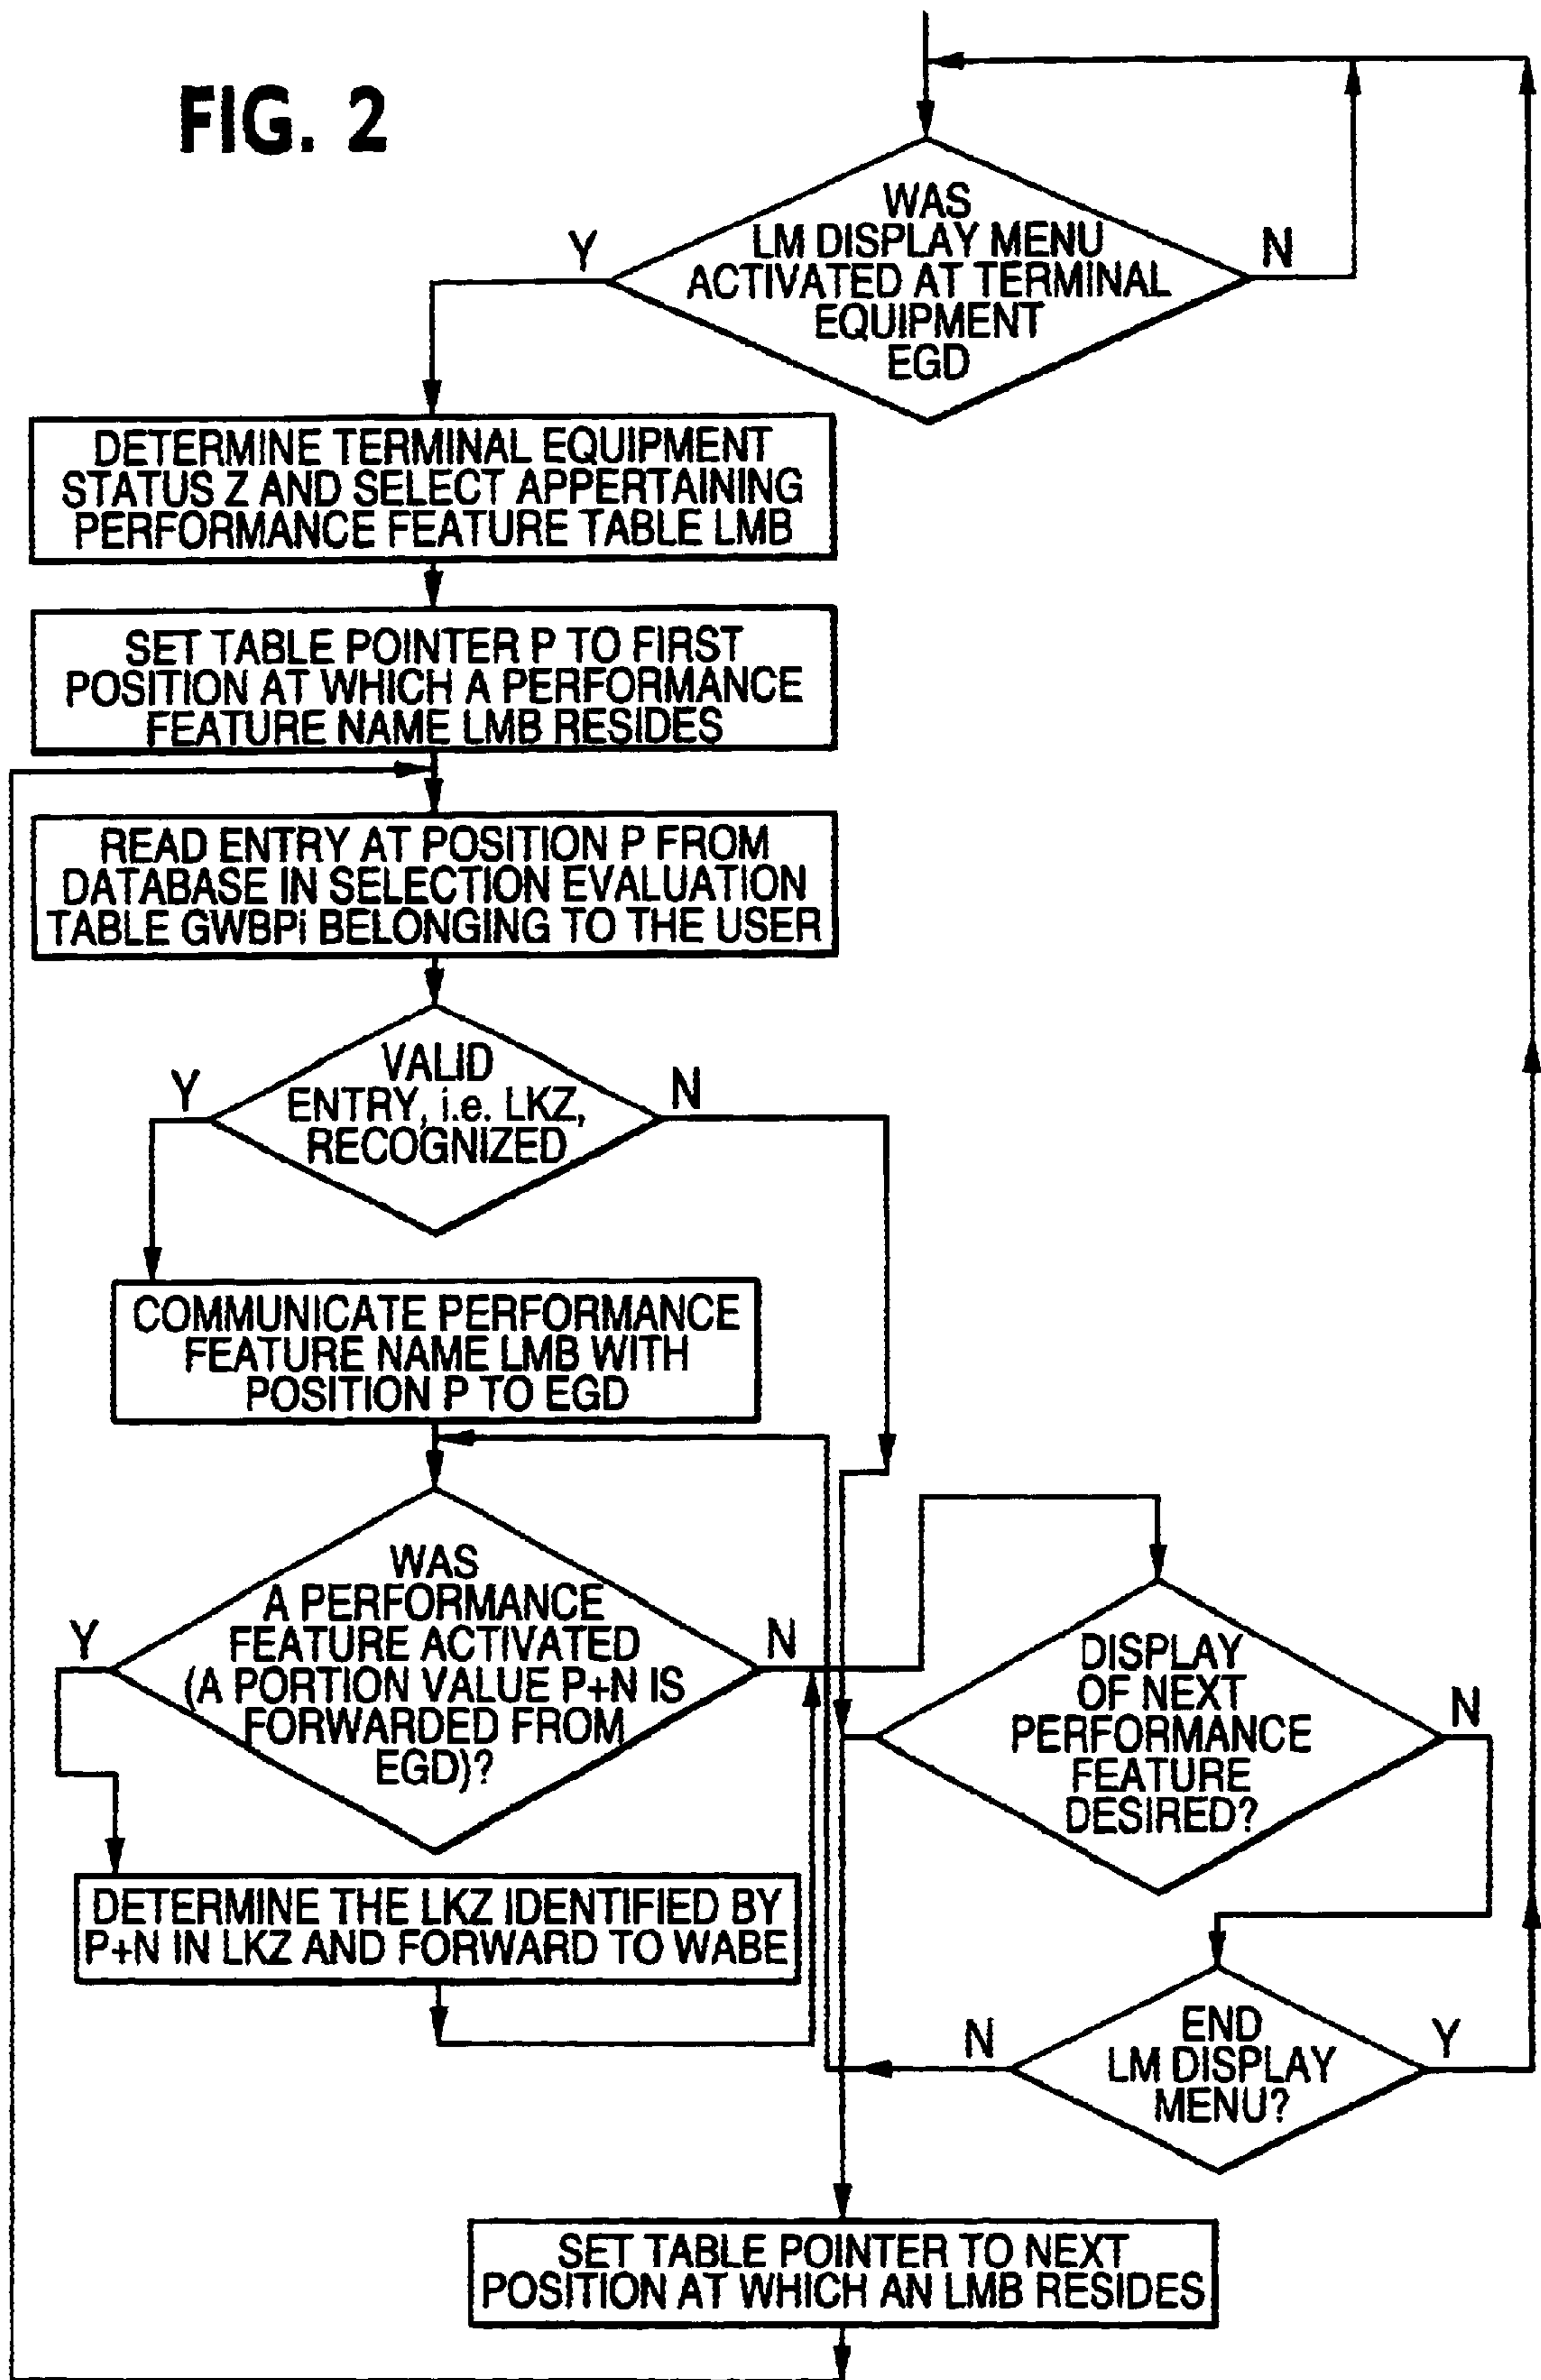 FIG. 2
WAS
LM DISPLAY MENU
ACTIVATED AT TERMINAL
EQUIPMENT
EGD
Y
N
DETERMINE TERMINAL EQUIPMENT
STATUS Z AND SELECT APPERTAINING
PERFORMANCE FEATURE TABLE LMB
SET TABLE POINTER P TO FIRST
POSITION AT WHICH A PERFORMANCE
FEATURE NAME LMB RESIDES
READ ENTRY AT POSITION P FROM
DATABASE IN SELECTION EVALUATION
TABLE GWBPi BELONGING TO THE USER
VALID
ENTRY, i.e. LKZ,
RECOGNIZED
Y
N
COMMUNICATE PERFORMANCE
FEATURE NAME LMB WITH
POSITION P TO EGD
WAS
A PERFORMANCE
FEATURE ACTIVATED
(A PORTION VALUE P+N IS
FORWARDED FROM
EGD)?
Y
N
DISPLAY
OF NEXT
PERFORMANCE
FEATURE
DESIRED?
N
DETERMINE THE LKZ IDENTIFIED BY
P+N IN LKZ AND FORWARD TO WABE
END
LM DISPLAY
MENU?
N
Y
SET TABLE POINTER TO NEXT
POSITION AT WHICH AN LMB RESIDES